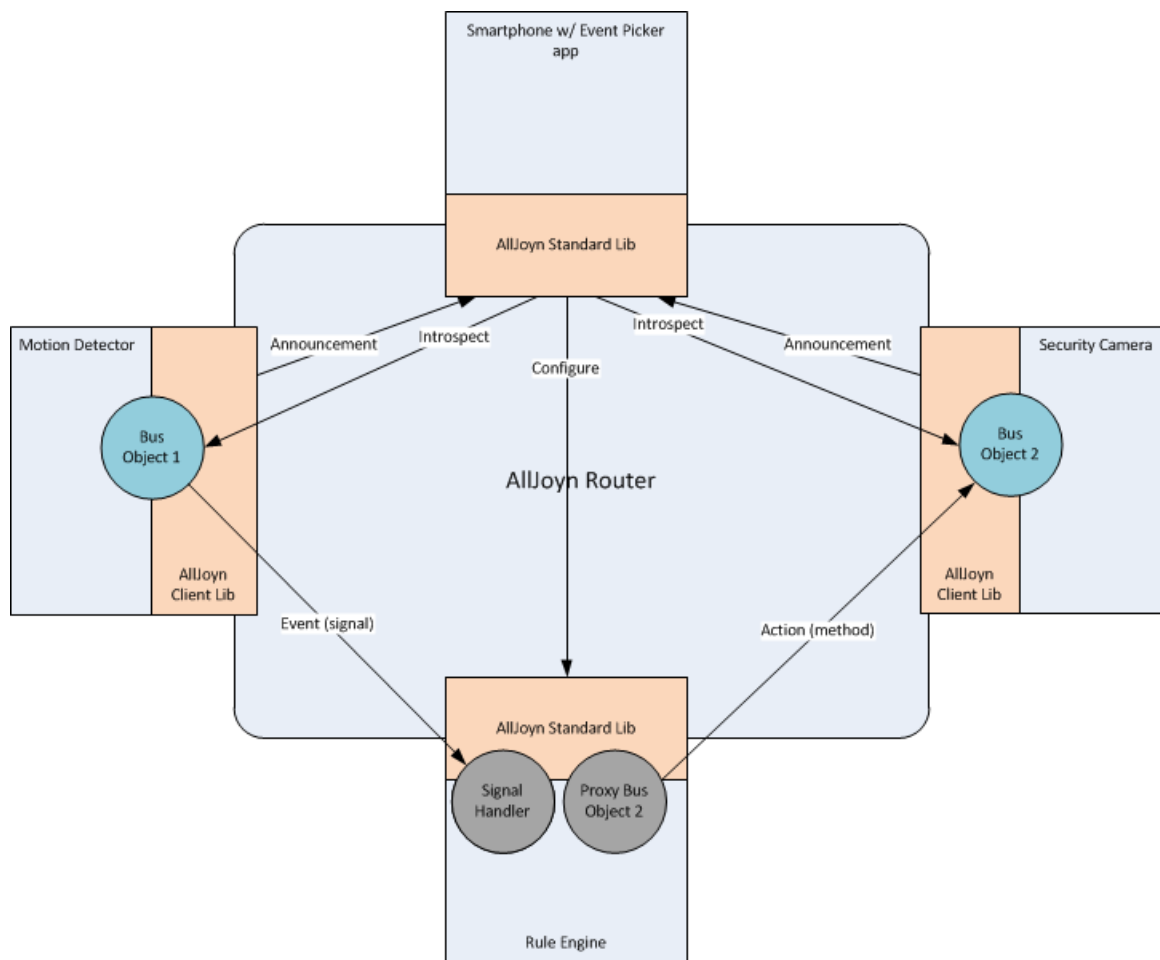 Smartphone w/ Event Picker
app
AllJoyn Standard Lib
Announcement
Introspect
Configure
Introspect
Announcement
Motion Detector
Bus
Object 1
AllJoyn
Client Lib
Security Camera
Bus
Object 2
AllJoyn
Client Lib
AllJoyn Router
Event (signal)
Action (method)
AllJoyn Standard Lib
Signal
Handler
Proxy Bus
Object 2
Rule Engine